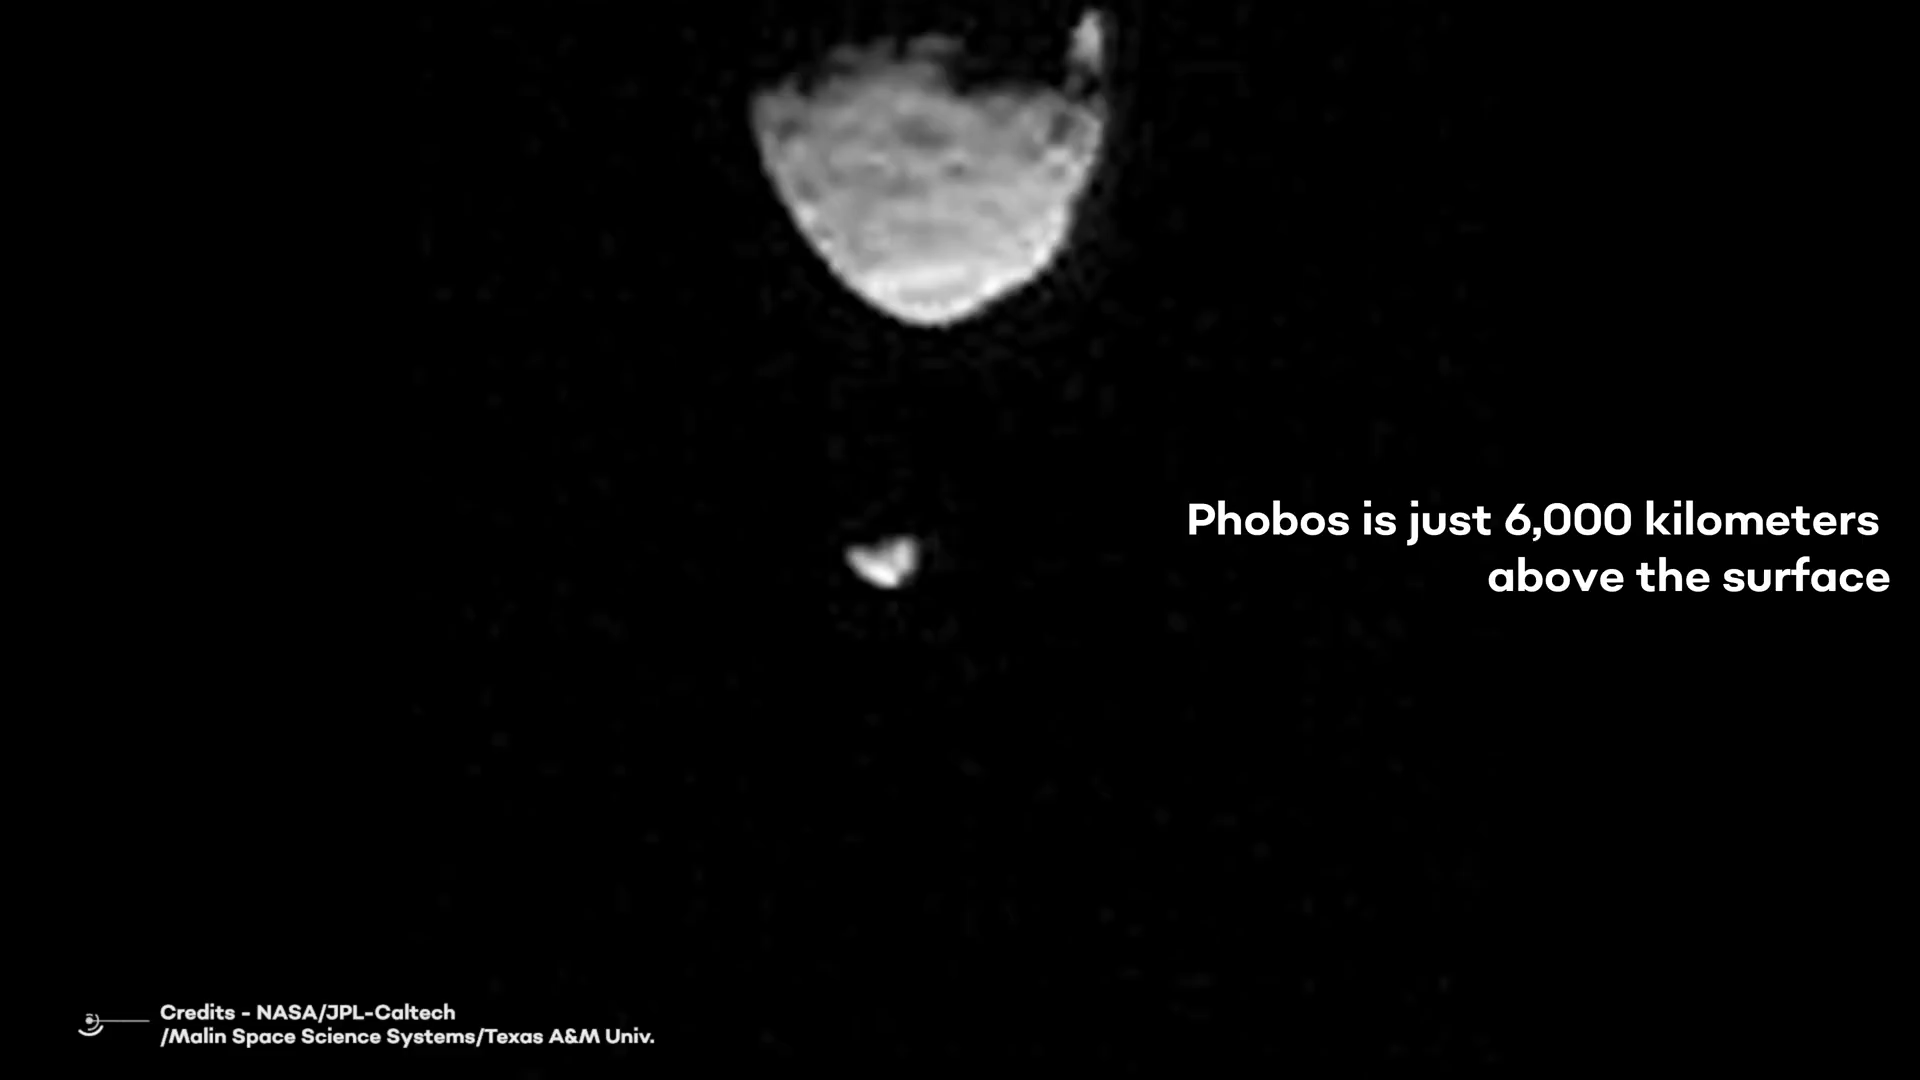 Phobos is just 6,000 kilometers
above the surface
Credits - NASA/JPL-Caltech
/Malin Space Science Systems/Texas A&M Univ.